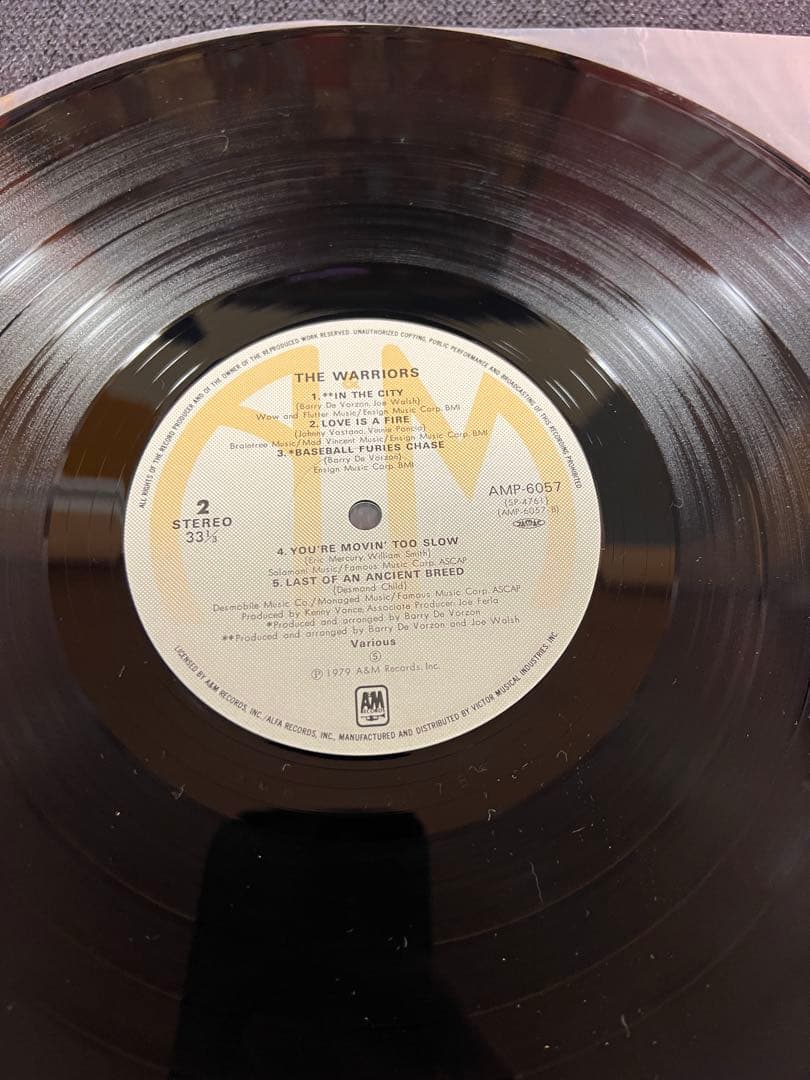 ALL RIGHTS OF THE RECORD PRODUCER AND OF THE OWNER OF THE REPRODUCED WORK RESERVED. UNAUTHORIZED COPYING, PUBLIC PERFORMANCE AND BROADCASTING OF THIS RECORDING PROHIBITED
THE WARRIORS
1. **IN THE CITY
(Barry De Vorzon, Joe Walsh)
Wow and Flutter Music/Ensign Music Corp. BMI
2. LOVE IS A FIRE
(Johnny Vastano, Vinnie Poncia)
Braintree Music/Mad Vincent Music/Ensign Music Corp. BMI
3. *BASEBALL FURIES CHASE
(Barry De Vorzon)
Ensign Music Corp. BMI
2
STEREO
33⅓
AMP-6057
(SP-4761)
(AMP-6057-B)
4. YOU'RE MOVIN' TOO SLOW
(Eric Mercury, William Smith)
Salamani Music/Famous Music Corp. ASCAP
5. LAST OF AN ANCIENT BREED
(Desmond Child)
Desmobile Music Co./Managed Music/Famous Music Corp. ASCAP
Produced by Kenny Vance, Associate Producer: Joe Ferla
*Produced and arranged by Barry De Vorzon
**Produced and arranged by Barry De Vorzon and Joe Walsh
Various
Ⓢ
Ⓟ 1979 A&M Records, Inc.
A&M
RECORDS
LICENSED BY A&M RECORDS, INC./ALFA RECORDS, INC., MANUFACTURED AND DISTRIBUTED BY VICTOR MUSICAL INDUSTRIES, INC.